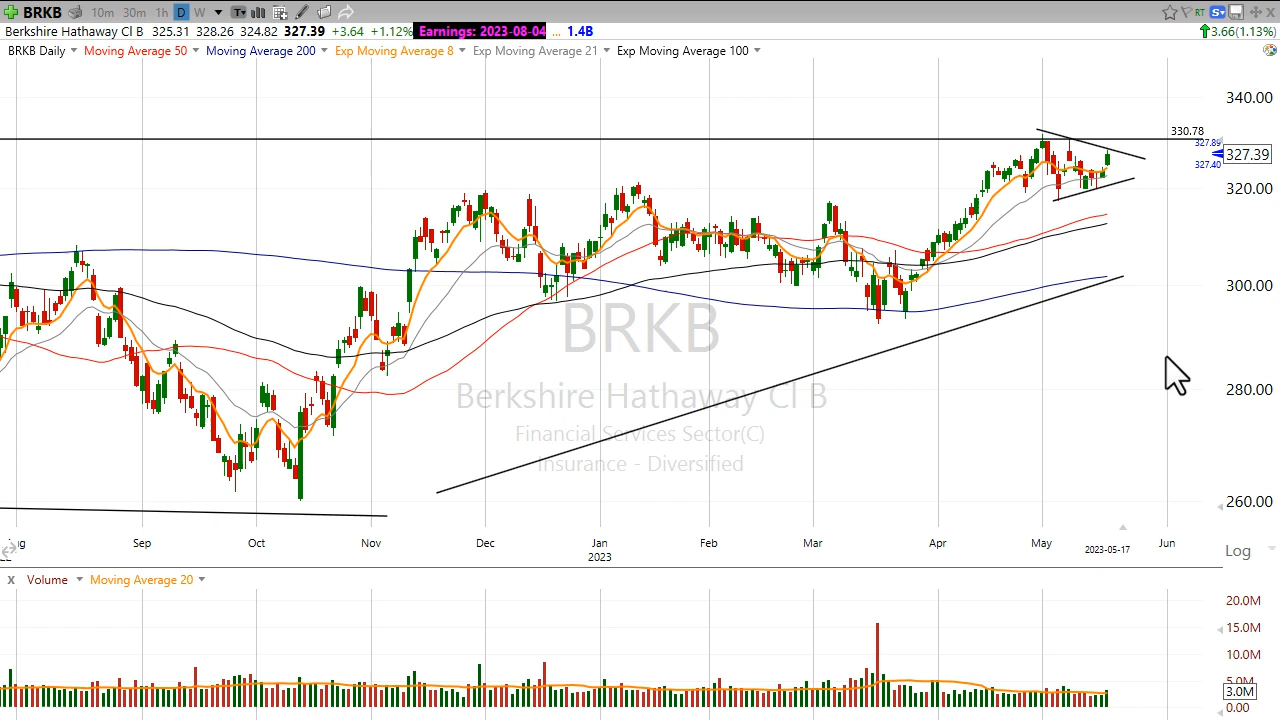 BRKB 10m 30m 1h D W T RT S
Berkshire Hathaway Cl B 325.31 328.26 324.82 327.39 +3.64 +1.12% Earnings: 2023-08-04 ... 1.4B 3.66(1.13%)
BRKB Daily Moving Average 50 Moving Average 200 Exp Moving Average 8 Exp Moving Average 21 Exp Moving Average 100
340.00
330.78
327.89
327.39
327.40
320.00
300.00
BRKB
280.00
Berkshire Hathaway Cl B
Financial Services Sector(C)
Insurance - Diversified
260.00
Sep Oct Nov Dec Jan Feb Mar Apr May 2023-05-17 Jun
2023
Log
X Volume Moving Average 20
20.0M
15.0M
10.0M
3.0M
0.00